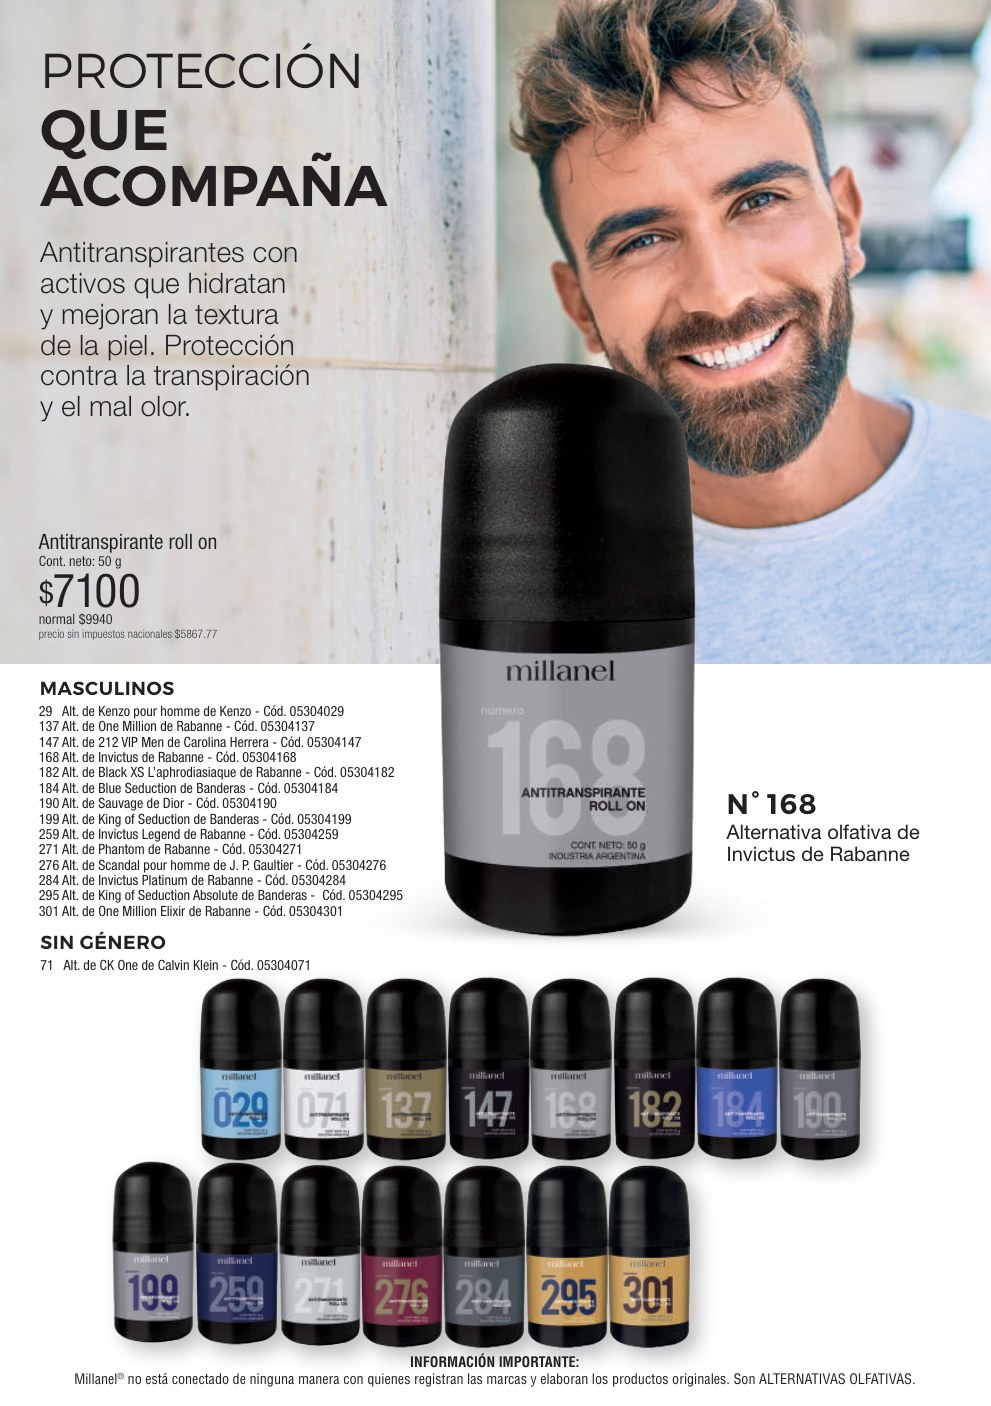 PROTECCIÓN
QUE
ACOMPAÑA
Antitranspirantes con
activos que hidratan
y mejoran la textura
de la piel. Protección
contra la transpiración
y el mal olor.
Antitranspirante roll on
Cont. neto: 50 g
$7100
normal $9940
precio sin impuestos nacionales $5867.77
millanel
número
168
ANTITRANSPIRANTE
ROLL ON
CONT. NETO: 50 g
INDUSTRIA ARGENTINA
N° 168
Alternativa olfativa de
Invictus de Rabanne
MASCULINOS
29 Alt. de Kenzo pour homme de Kenzo - Cód. 05304029
137 Alt. de One Million de Rabanne - Cód. 05304137
147 Alt. de 212 VIP Men de Carolina Herrera - Cód. 05304147
168 Alt. de Invictus de Rabanne - Cód. 05304168
182 Alt. de Black XS L'aphrodiasiaque de Rabanne - Cód. 05304182
184 Alt. de Blue Seduction de Banderas - Cód. 05304184
190 Alt. de Sauvage de Dior - Cód. 05304190
199 Alt. de King of Seduction de Banderas - Cód. 05304199
259 Alt. de Invictus Legend de Rabanne - Cód. 05304259
271 Alt. de Phantom de Rabanne - Cód. 05304271
276 Alt. de Scandal pour homme de J. P. Gaultier - Cód. 05304276
284 Alt. de Invictus Platinum de Rabanne - Cód. 05304284
295 Alt. de King of Seduction Absolute de Banderas - Cód. 05304295
301 Alt. de One Million Elixir de Rabanne - Cód. 05304301
SIN GÉNERO
71 Alt. de CK One de Calvin Klein - Cód. 05304071
millanel millanel millanel millanel millanel millanel millanel millanel
029 071 137 147 168 182 184 190
millanel millanel millanel millanel millanel millanel millanel
199 259 271 276 284 295 301
INFORMACIÓN IMPORTANTE:
Millanel® no está conectado de ninguna manera con quienes registran las marcas y elaboran los productos originales. Son ALTERNATIVAS OLFATIVAS.